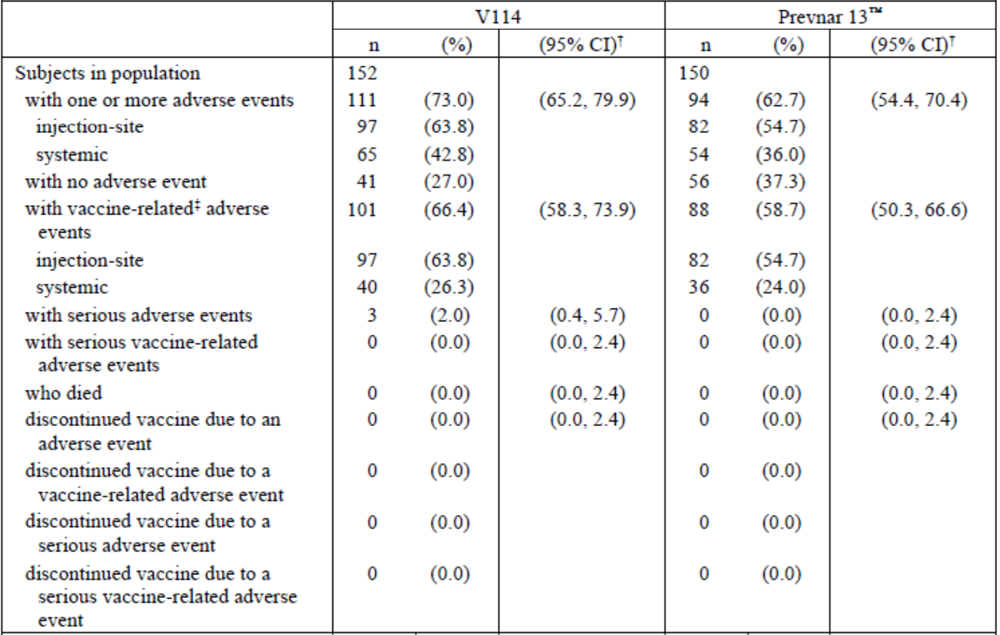 V114 Prevnar 13™
n (%) (95% CI)† n (%) (95% CI)†
Subjects in population 152 150
with one or more adverse events 111 (73.0) (65.2, 79.9) 94 (62.7) (54.4, 70.4)
injection-site 97 (63.8) 82 (54.7)
systemic 65 (42.8) 54 (36.0)
with no adverse event 41 (27.0) 56 (37.3)
with vaccine-related‡ adverse 101 (66.4) (58.3, 73.9) 88 (58.7) (50.3, 66.6)
events
injection-site 97 (63.8) 82 (54.7)
systemic 40 (26.3) 36 (24.0)
with serious adverse events 3 (2.0) (0.4, 5.7) 0 (0.0) (0.0, 2.4)
with serious vaccine-related 0 (0.0) (0.0, 2.4) 0 (0.0) (0.0, 2.4)
adverse events
who died 0 (0.0) (0.0, 2.4) 0 (0.0) (0.0, 2.4)
discontinued vaccine due to an 0 (0.0) (0.0, 2.4) 0 (0.0) (0.0, 2.4)
adverse event
discontinued vaccine due to a 0 (0.0) 0 (0.0)
vaccine-related adverse event
discontinued vaccine due to a 0 (0.0) 0 (0.0)
serious adverse event
discontinued vaccine due to a 0 (0.0) 0 (0.0)
serious vaccine-related adverse
event